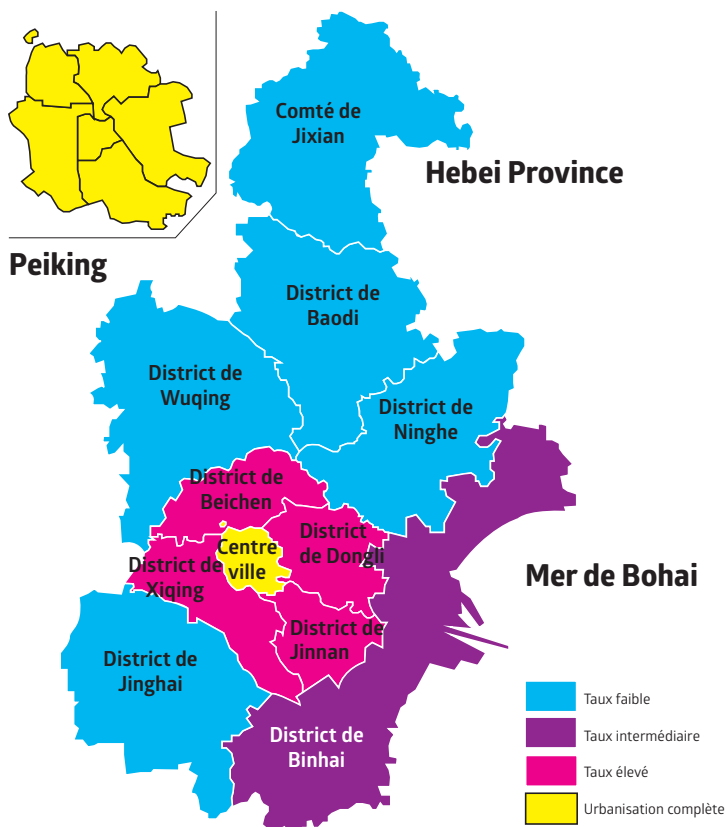 Comté de
Jixian
Hebei Province
Peiking
District de
Baodi
District de
Wuqing
District de
Ninghe
District de
Beichen
District
de Dongli
Centre
ville
District de
Xiqing
Mer de Bohai
District de
Jinnan
District de
Jinghai
District de
Binhai
Taux faible
Taux intermédiaire
Taux élevé
Urbanisation complète